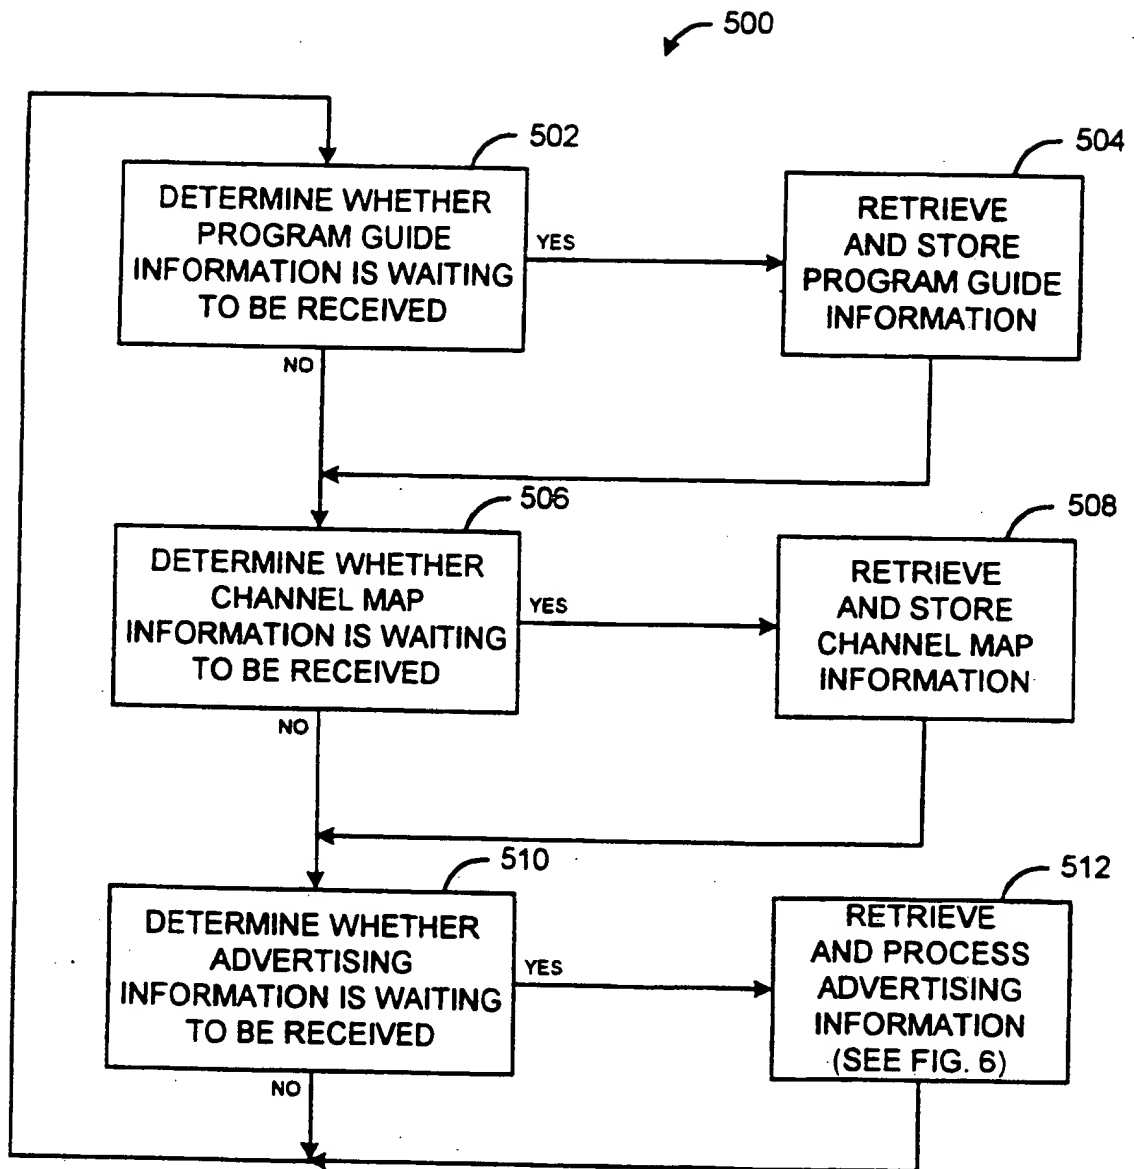 500
502
DETERMINE WHETHER
PROGRAM GUIDE
INFORMATION IS WAITING
TO BE RECEIVED
YES
NO
504
RETRIEVE
AND STORE
PROGRAM GUIDE
INFORMATION
506
DETERMINE WHETHER
CHANNEL MAP
INFORMATION IS WAITING
TO BE RECEIVED
YES
NO
508
RETRIEVE
AND STORE
CHANNEL MAP
INFORMATION
510
DETERMINE WHETHER
ADVERTISING
INFORMATION IS WAITING
TO BE RECEIVED
YES
NO
512
RETRIEVE
AND PROCESS
ADVERTISING
INFORMATION
(SEE FIG. 6)